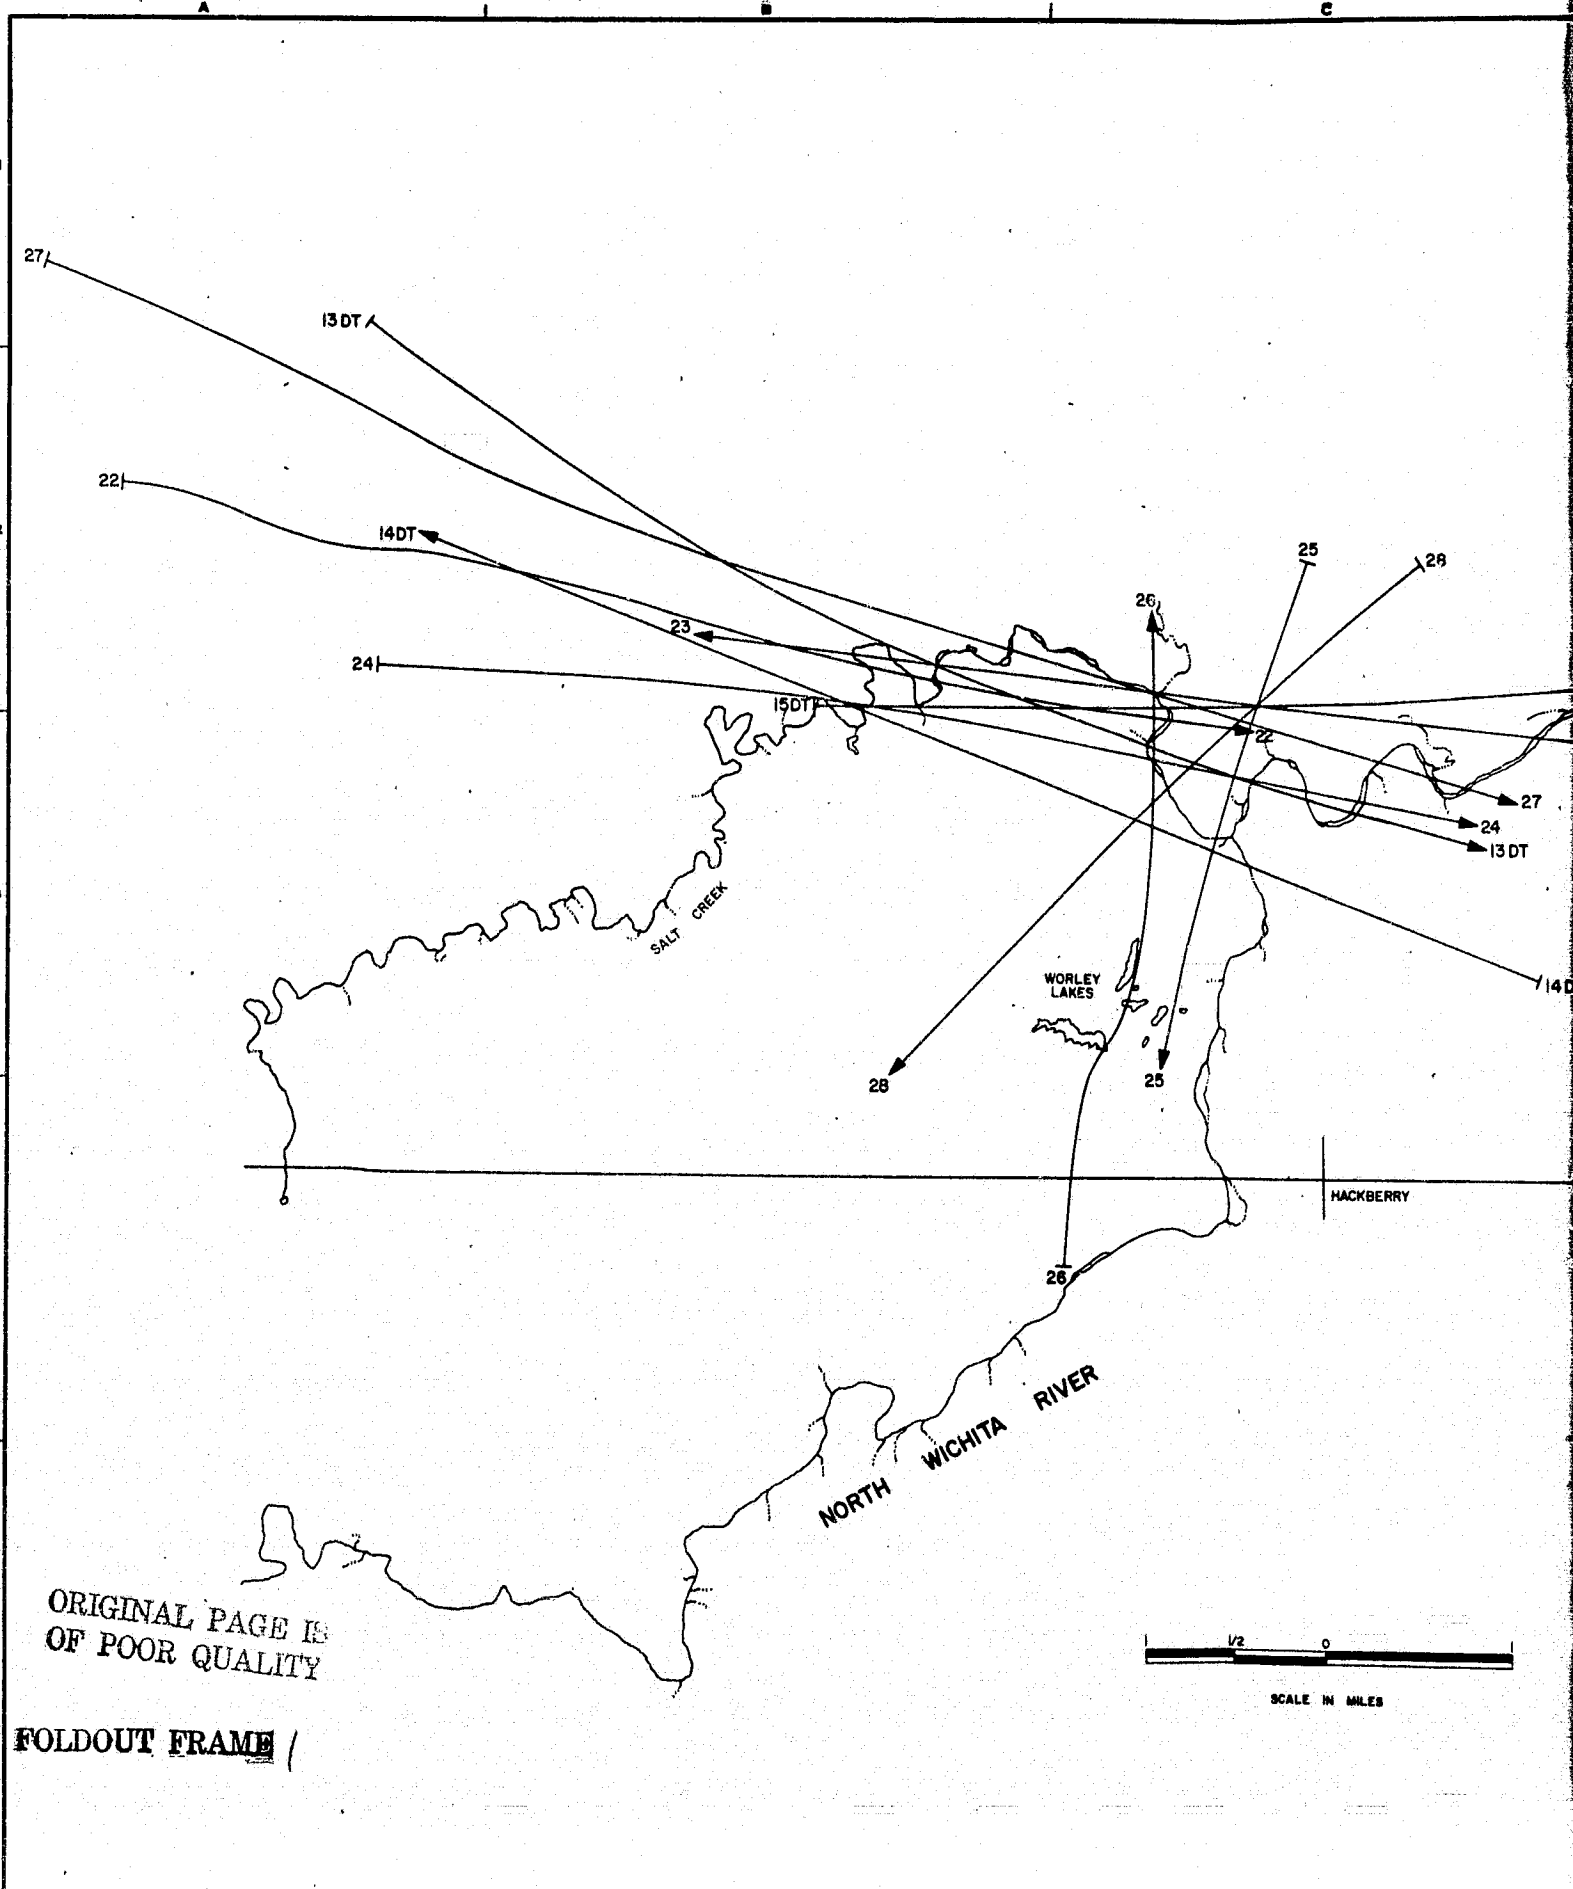 A B C
27
13 DT
22
14DT
25
28
26
23
24
15DT
22
27
24
13 DT
SALT CREEK
WORLEY
LAKES
28
25
HACKBERRY
26
NORTH WICHITA RIVER
ORIGINAL PAGE IS
OF POOR QUALITY
1/2 0
SCALE IN MILES
FOLDOUT FRAME 1